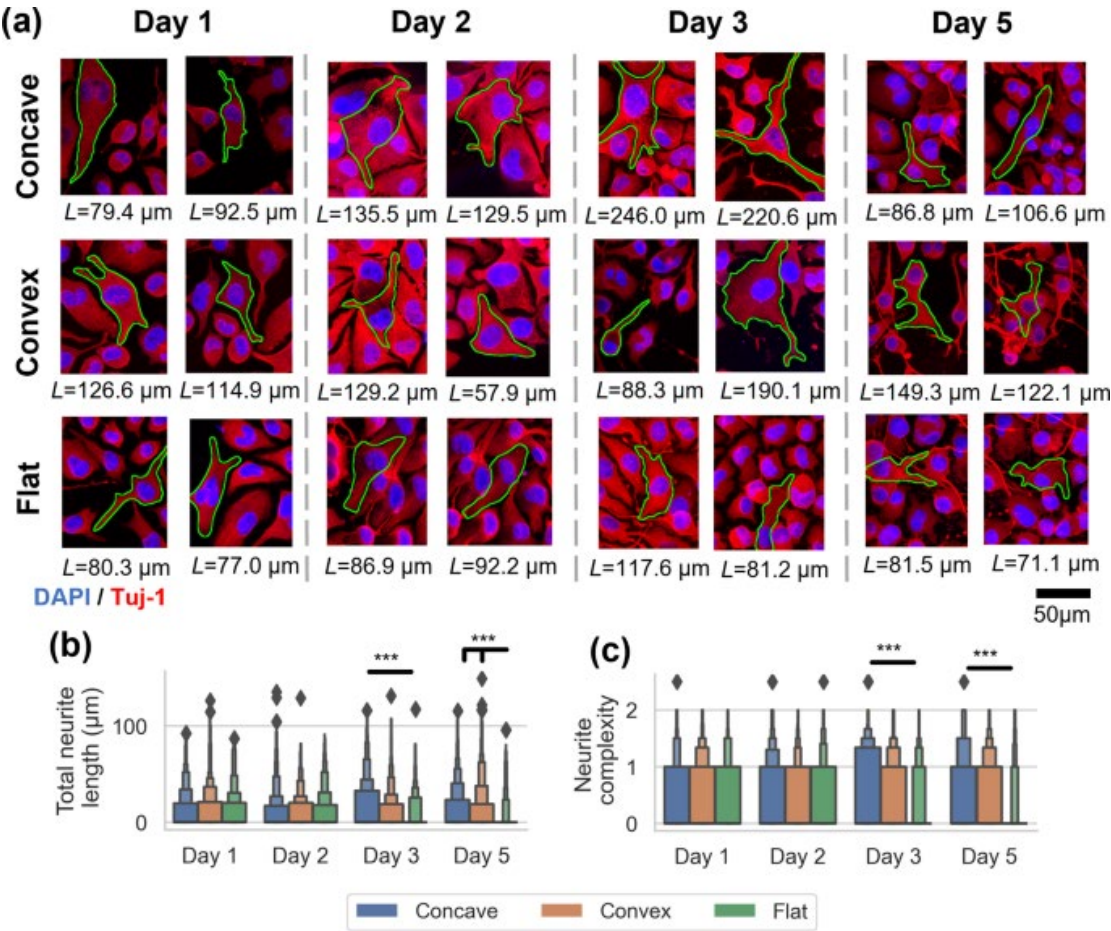 (a) Day 1 Day 2 Day 3 Day 5
Concave
L=79.4 µm L=92.5 µm L=135.5 µm L=129.5 µm L=246.0 µm L=220.6 µm L=86.8 µm L=106.6 µm
Convex
L=126.6 µm L=114.9 µm L=129.2 µm L=57.9 µm L=88.3 µm L=190.1 µm L=149.3 µm L=122.1 µm
Flat
L=80.3 µm L=77.0 µm L=86.9 µm L=92.2 µm L=117.6 µm L=81.2 µm L=81.5 µm L=71.1 µm
DAPI / Tuj-1
50µm
(b)
Total neurite
length (µm)
100
0
***
***
Day 1 Day 2 Day 3 Day 5
(c)
Neurite
complexity
2
1
0
***
***
Day 1 Day 2 Day 3 Day 5
Concave Convex Flat